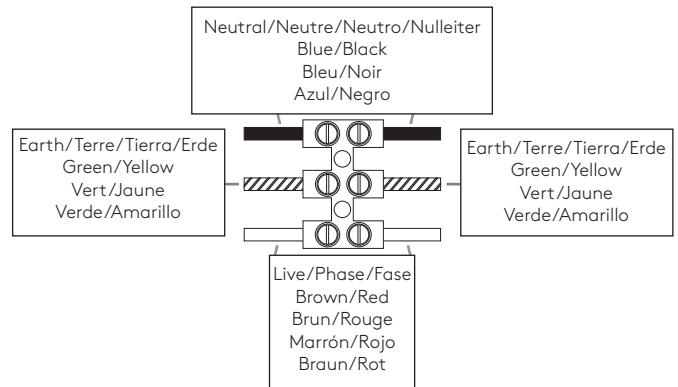 Neutral/Neutre/Neutro/Nulleiter
Blue/Black
Bleu/Noir
Azul/Negro
Earth/Terre/Tierra/Erde
Green/Yellow
Vert/Jaune
Verde/Amarillo
Earth/Terre/Tierra/Erde
Green/Yellow
Vert/Jaune
Verde/Amarillo
Live/Phase/Fase
Brown/Red
Brun/Rouge
Marrón/Rojo
Braun/Rot